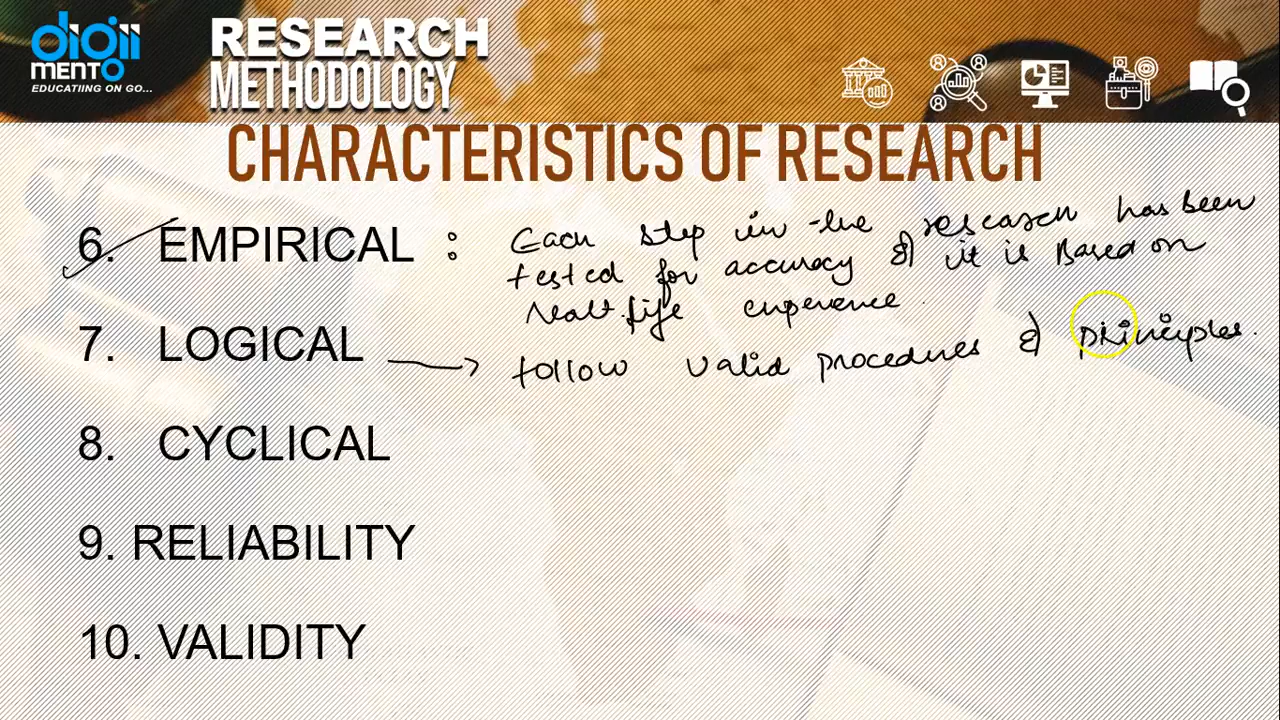 digii
mento
EDUCATIING ON GO...
RESEARCH
METHODOLOGY
CHARACTERISTICS OF RESEARCH
6. EMPIRICAL : Each step in the research has been
tested for accuracy & it is Based on
real life experience.
7. LOGICAL → follow valid procedures & principles.
8. CYCLICAL
9. RELIABILITY
10. VALIDITY